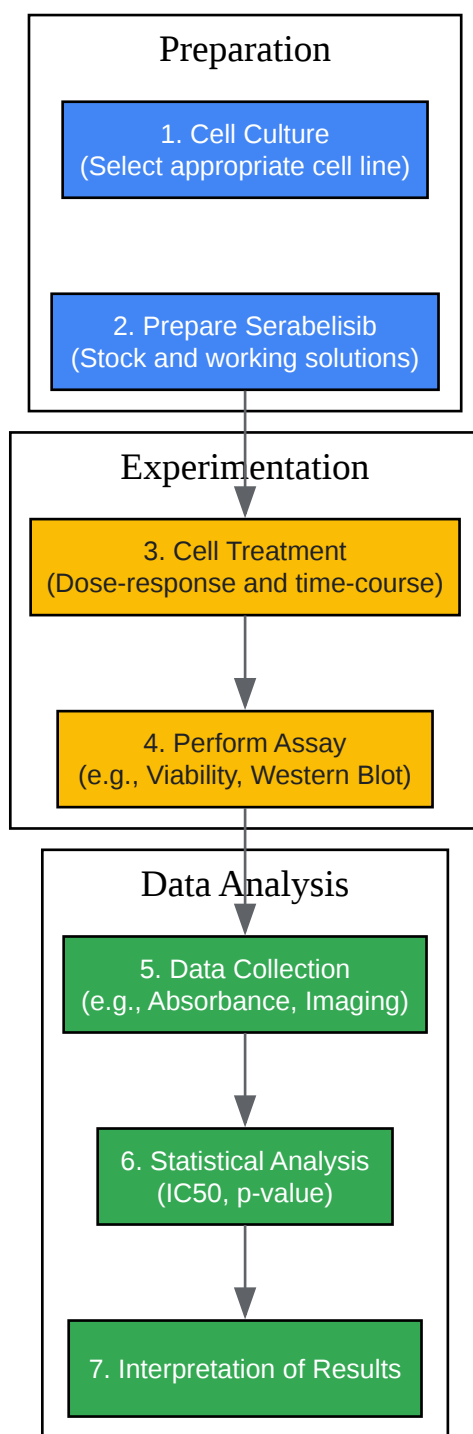 Preparation
1. Cell Culture
(Select appropriate cell line)
2. Prepare Serabelisib
(Stock and working solutions)
Experimentation
3. Cell Treatment
(Dose-response and time-course)
4. Perform Assay
(e.g., Viability, Western Blot)
Data Analysis
5. Data Collection
(e.g., Absorbance, Imaging)
6. Statistical Analysis
(IC50, p-value)
7. Interpretation of Results